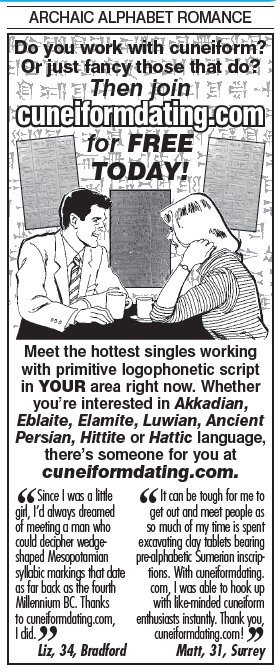 ARCHAIC ALPHABET ROMANCE
Do you work with cuneiform?
Or just fancy those that do?
Then join
cuneiformdating.com
for FREE
TODAY!
Meet the hottest singles working
with primitive logophonetic script
in YOUR area right now. Whether
you're interested in Akkadian,
Eblaite, Elamite, Luwian, Ancient
Persian, Hittite or Hattic language,
there's someone for you at
cuneiformdating.com.
“Since I was a little
girl, I'd always dreamed
of meeting a man who
could decipher wedge-
shaped Mesopotamian
syllabic markings that date
as far back as the fourth
Millennium BC. Thanks
to cuneiformdating.com,
I did.”
Liz, 34, Bradford
“It can be tough for me to
get out and meet people as
so much of my time is spent
excavating clay tablets bearing
pre-alphabetic Sumerian inscrip-
tions. With cuneiformdating.
com, I was able to hook up
with like-minded cuneiform
enthusiasts instantly. Thank you,
cuneiformdating.com!”
Matt, 31, Surrey